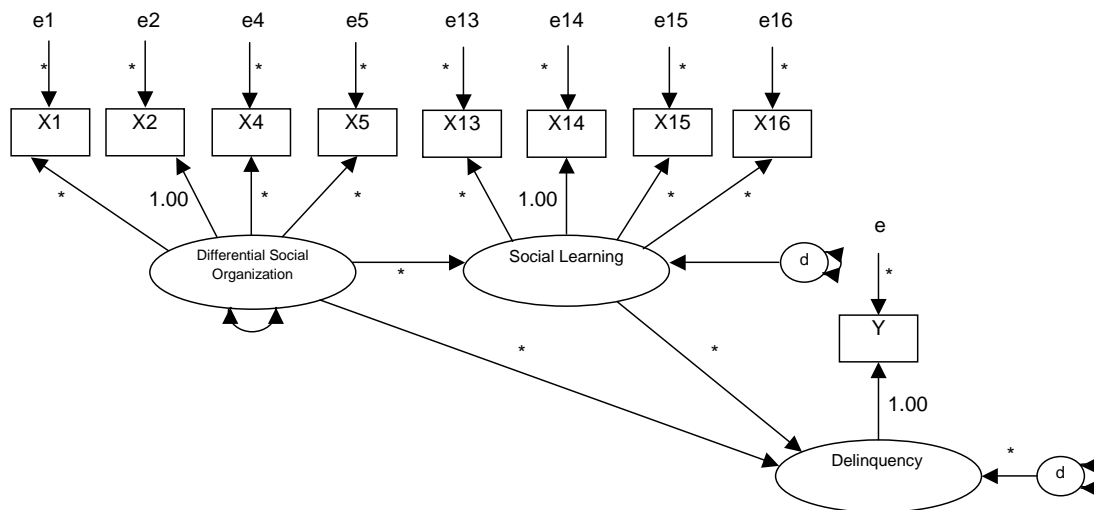 e1 e2 e4 e5 e13 e14 e15 e16
* * * * * * * *
X1 X2 X4 X5 X13 X14 X15 X16
* 1.00 * * * 1.00 * *
e
Differential Social
Organization
Social Learning
d
*
*
Y
* *
1.00
Delinquency
*
d